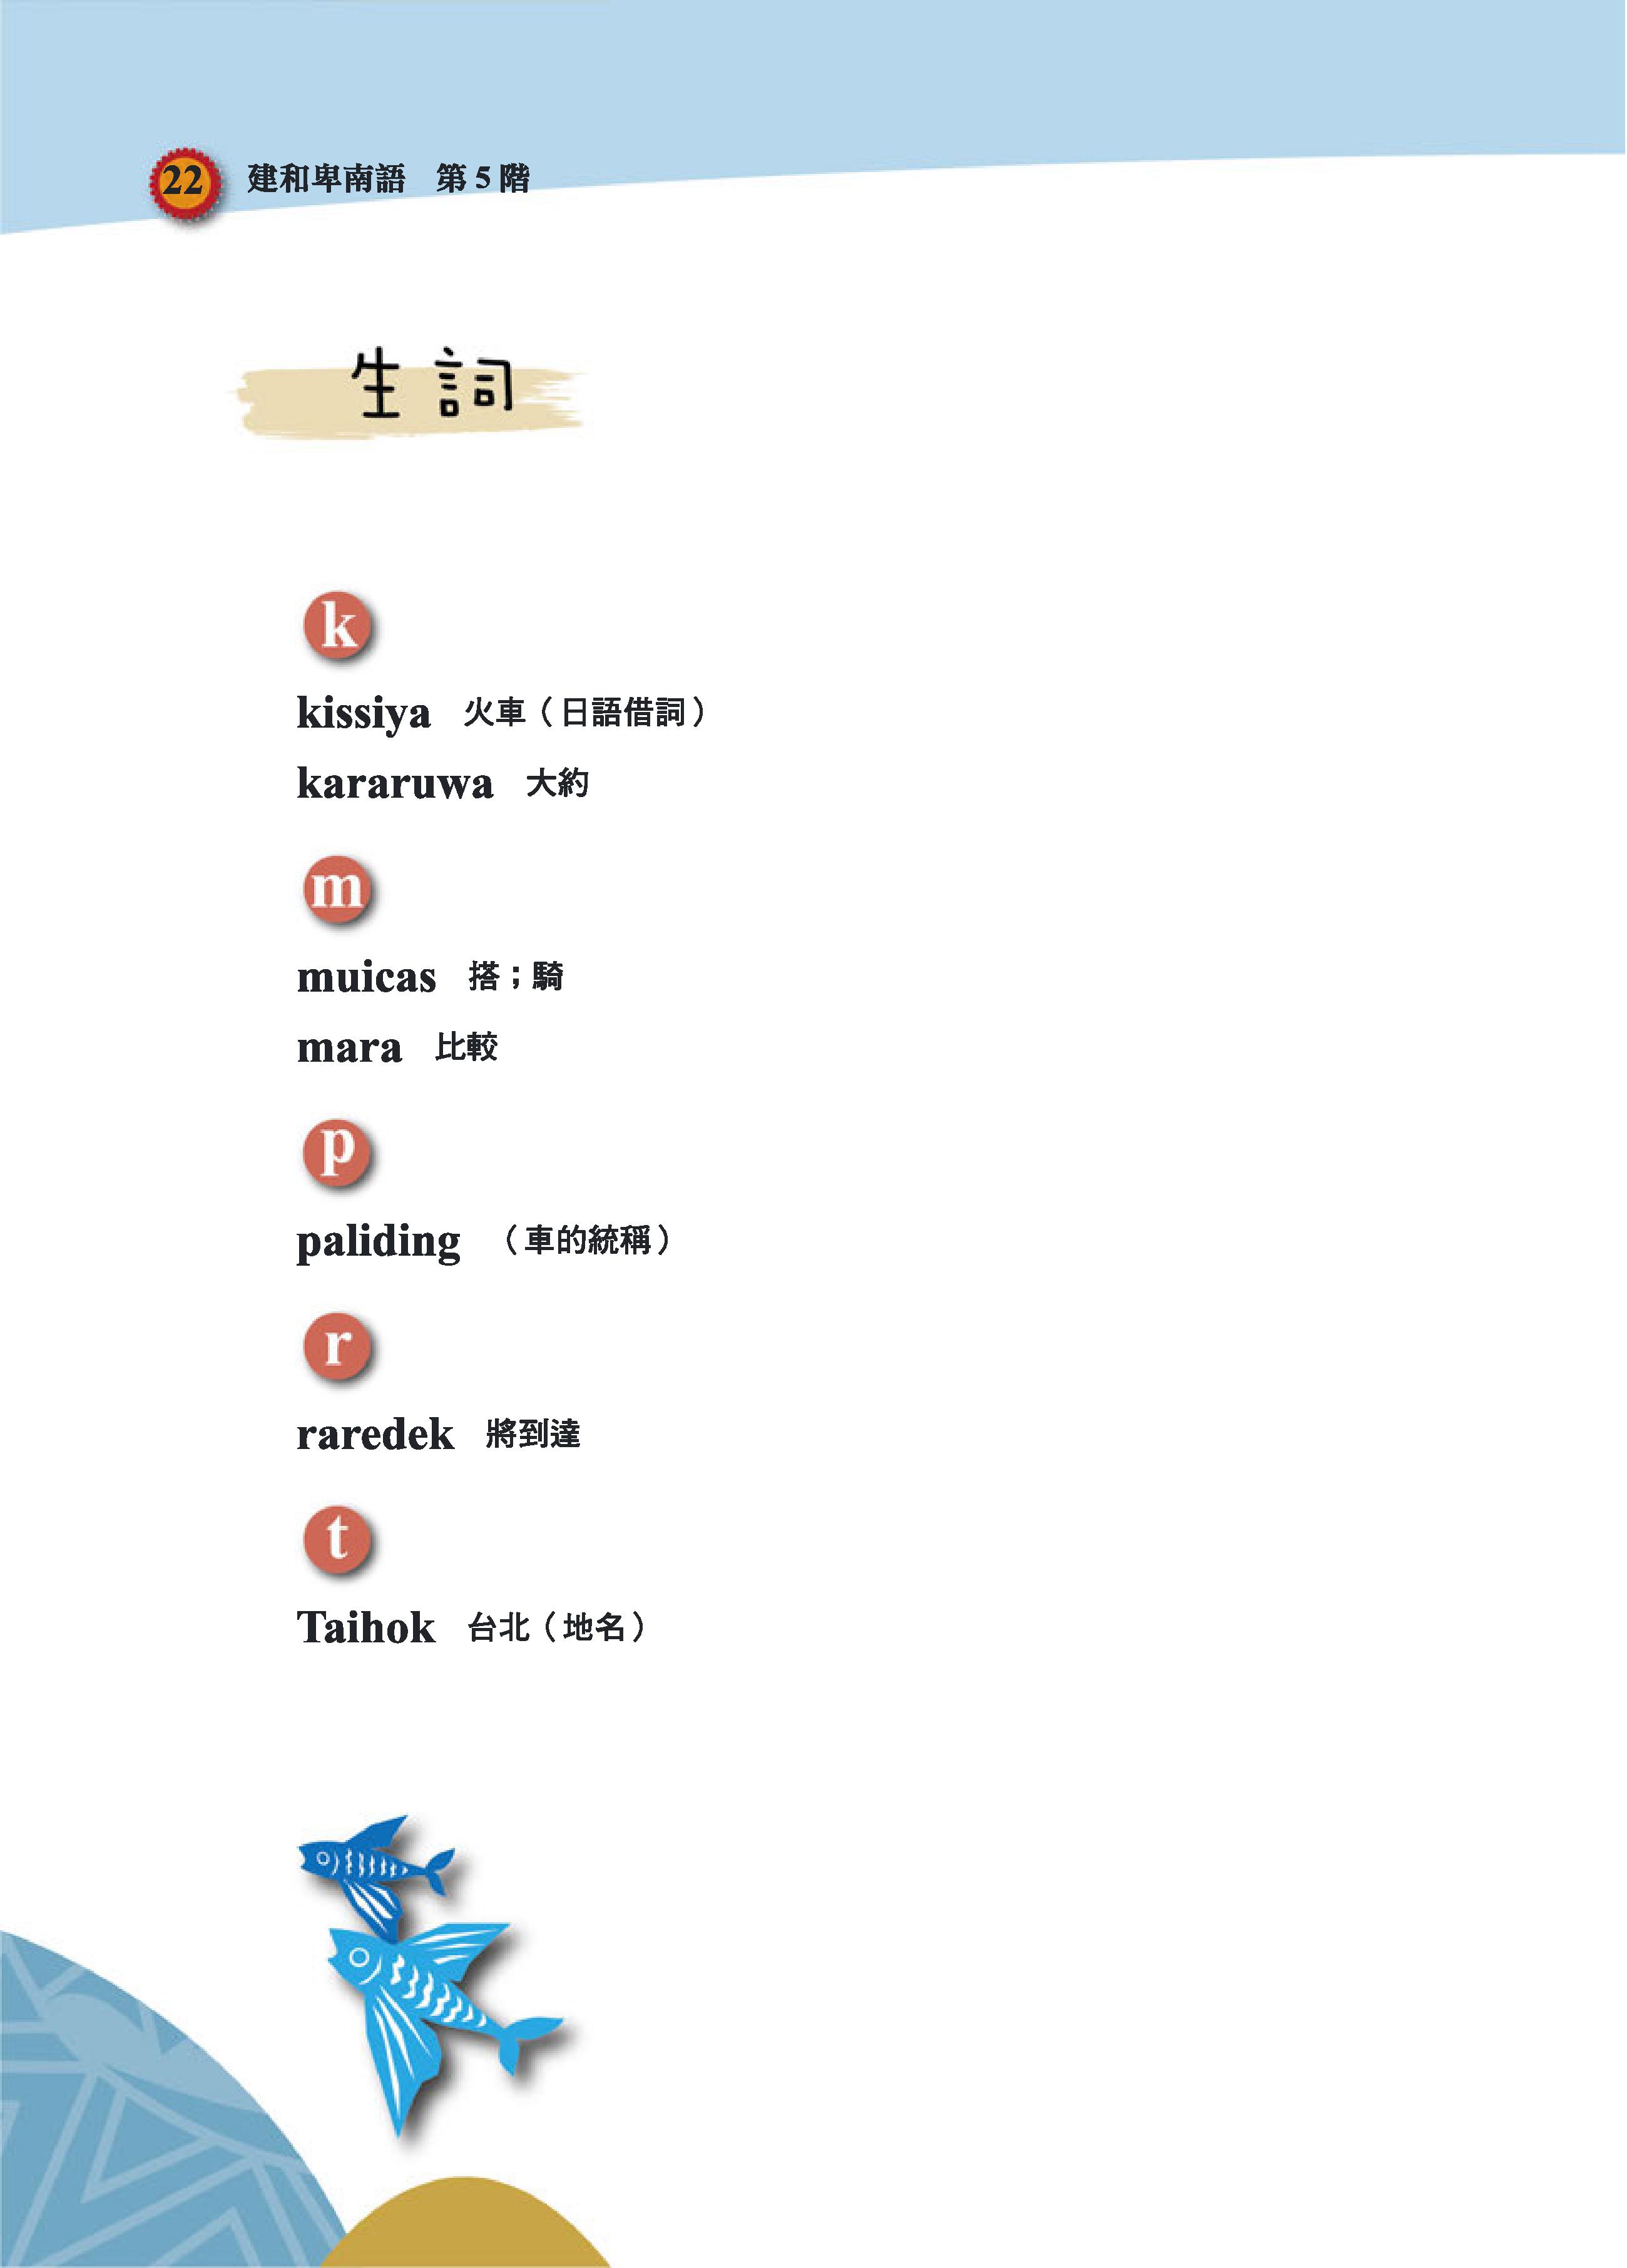 22 建和卑南語 第5階
生詞
k
kissiya 火車（日語借詞）
kararuwa 大約
m
muicas 搭；騎
mara 比較
p
paliding （車的統稱）
r
raredek 將到達
t
Taihok 台北（地名）